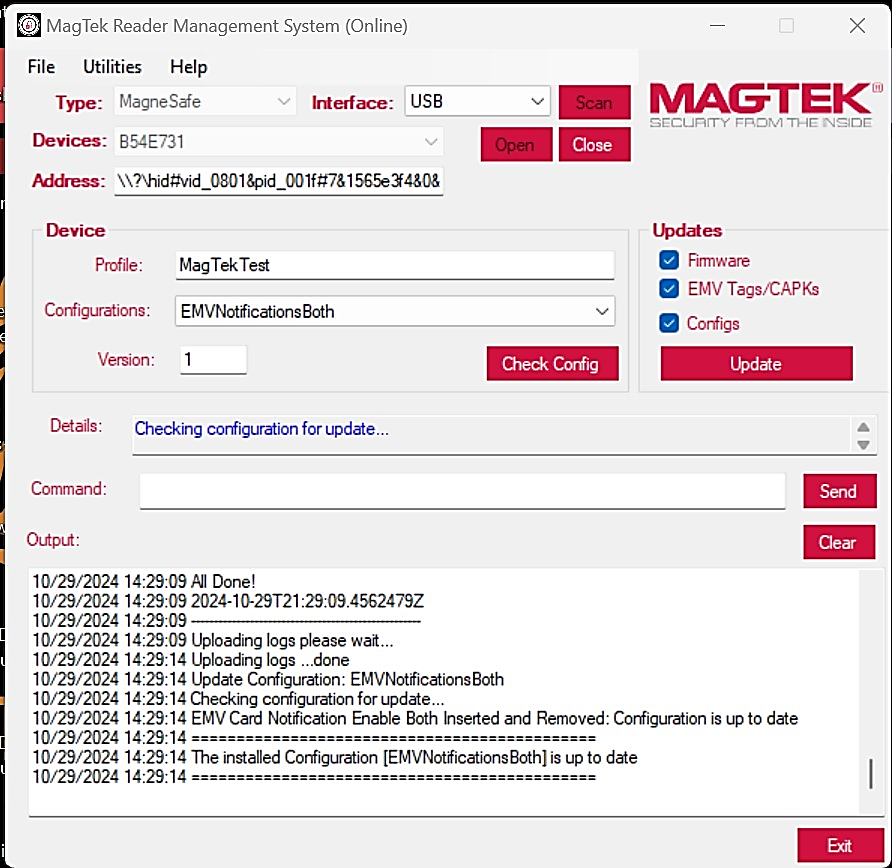 MagTek Reader Management System (Online)
File Utilities Help
Type: MagneSafe Interface: USB Scan
MAGTEK®
SECURITY FROM THE INSIDE
Devices: B54E731 Open Close
Address: \\?\hid#vid_0801&pid_001f#7&1565e3f4&0&
Device
Profile: MagTekTest
Configurations: EMVNotificationsBoth
Version: 1 Check Config
Updates
Firmware
EMV Tags/CAPKs
Configs
Update
Details: Checking configuration for update...
Command: Send
Output: Clear
10/29/2024 14:29:09 All Done!
10/29/2024 14:29:09 2024-10-29T21:29:09.4562479Z
10/29/2024 14:29:09 --------------------------------------------------
10/29/2024 14:29:09 Uploading logs please wait...
10/29/2024 14:29:14 Uploading logs ...done
10/29/2024 14:29:14 Update Configuration: EMVNotificationsBoth
10/29/2024 14:29:14 Checking configuration for update...
10/29/2024 14:29:14 EMV Card Notification Enable Both Inserted and Removed: Configuration is up to date
10/29/2024 14:29:14 =============================================
10/29/2024 14:29:14 The installed Configuration [EMVNotificationsBoth] is up to date
10/29/2024 14:29:14 =============================================
Exit